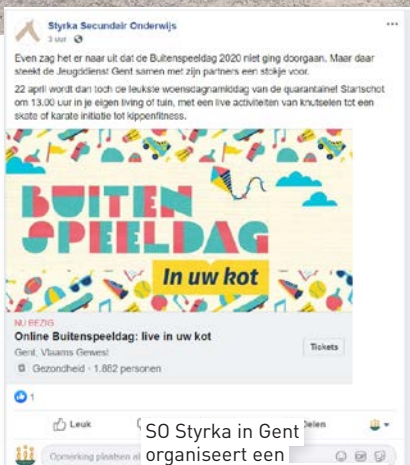 Styrka Secundair Onderwijs
3 uur
Even zag het er naar uit dat de Buitenspeeldag 2020 niet ging doorgaan. Maar daar
steekt de Jeugddienst Gent samen met zijn partners een stokje voor.
22 april wordt dan toch de leukste woensdagnamiddag van de quarantaine! Startschot
om 13.00 uur in je eigen living of tuin, met een live activiteiten van knutselen tot een
skate of karate initiatie tot kippenfitness.
BUITEN
SPEELDAG
In uw kot
NU BEZIG
Online Buitenspeeldag: live in uw kot
Gent, Vlaams Gewest
Gezondheid · 1.882 personen
Tickets
1
Leuk
Delen
Opmerking plaatsen al
SO Styrka in Gent
organiseert een